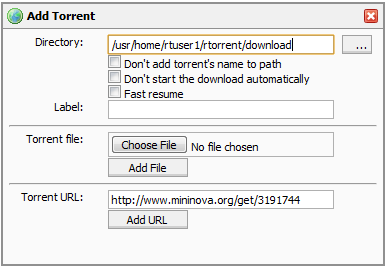 Add Torrent
Directory: /usr/home/rtuser1/rtorrent/download ...
Don't add torrent's name to path
Don't start the download automatically
Fast resume
Label:
Torrent file: Choose File No file chosen
Add File
Torrent URL: http://www.mininova.org/get/3191744
Add URL